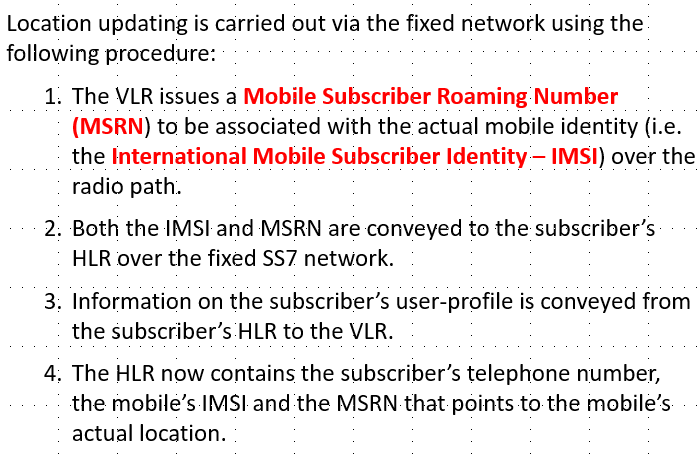 Location updating is carried out via the fixed network using the
following procedure:
1. The VLR issues a Mobile Subscriber Roaming Number
(MSRN) to be associated with the actual mobile identity (i.e.
the International Mobile Subscriber Identity – IMSI) over the
radio path.
2. Both the IMSI and MSRN are conveyed to the subscriber’s
HLR over the fixed SS7 network.
3. Information on the subscriber’s user-profile is conveyed from
the subscriber’s HLR to the VLR.
4. The HLR now contains the subscriber’s telephone number,
the mobile’s IMSI and the MSRN that points to the mobile’s
actual location.